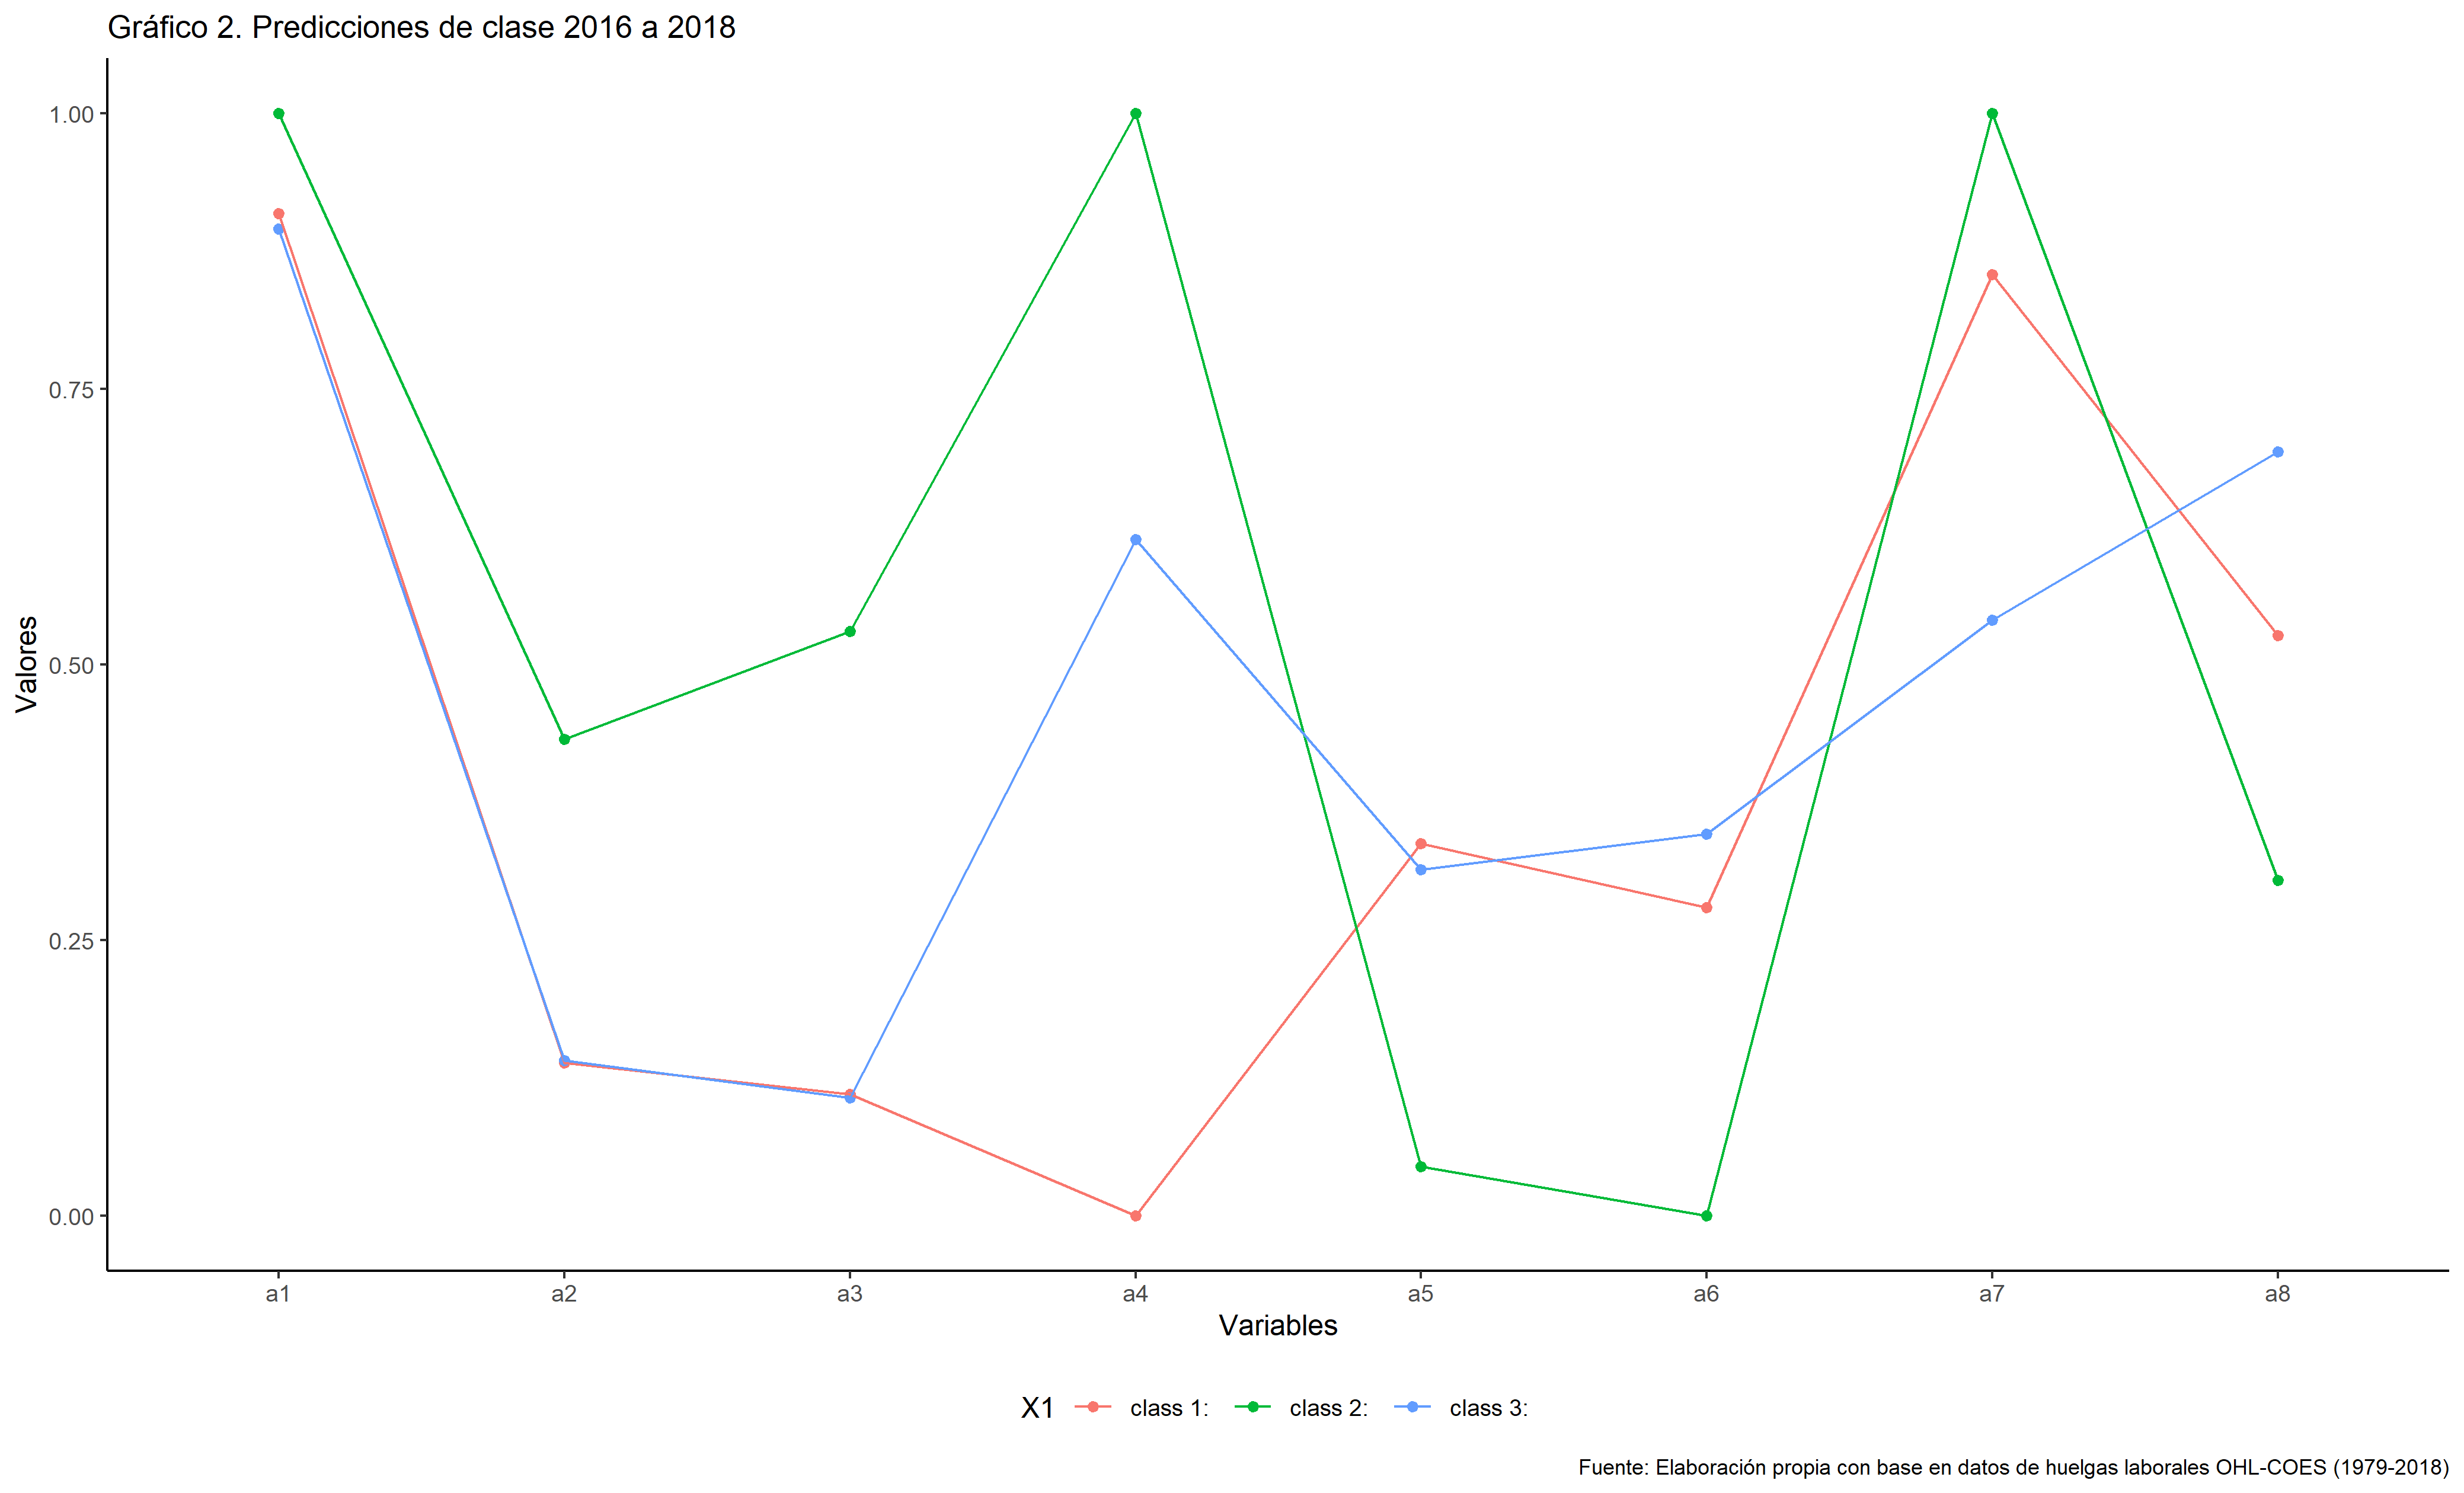 Gráfico 2. Predicciones de clase 2016 a 2018
1.00
0.75
0.50
0.25
0.00
Valores
a1 a2 a3 a4 a5 a6 a7 a8
Variables
X1 class 1: class 2: class 3:
Fuente: Elaboración propia con base en datos de huelgas laborales OHL-COES (1979-2018)